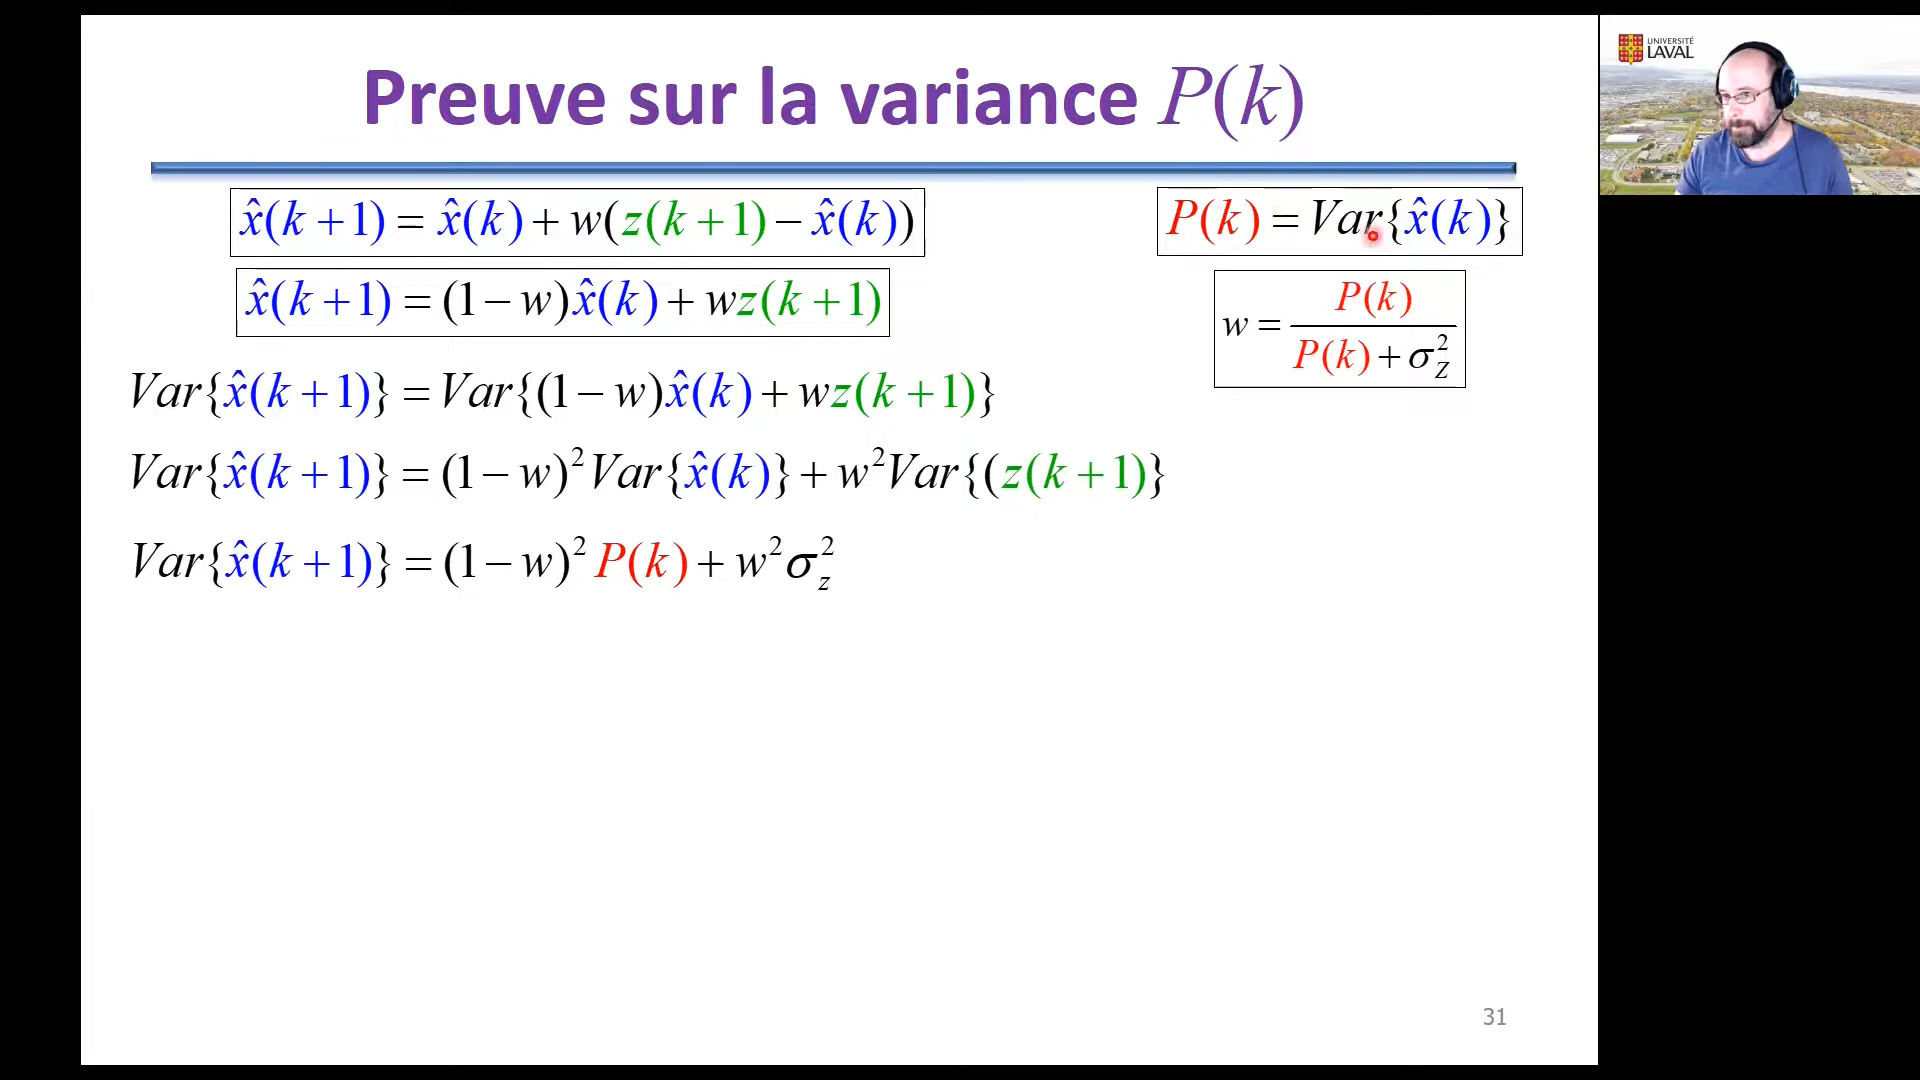 Preuve sur la variance P(k)
x̂(k+1) = x̂(k) + w(z(k+1) − x̂(k))
P(k) = Var{x̂(k)}
x̂(k+1) = (1−w)x̂(k) + wz(k+1)
w = P(k) / (P(k) + σ_Z^2)
Var{x̂(k+1)} = Var{(1−w)x̂(k) + wz(k+1)}
Var{x̂(k+1)} = (1−w)^2 Var{x̂(k)} + w^2 Var{(z(k+1)}
Var{x̂(k+1)} = (1−w)^2 P(k) + w^2 σ_z^2
31
UNIVERSITÉ
LAVAL